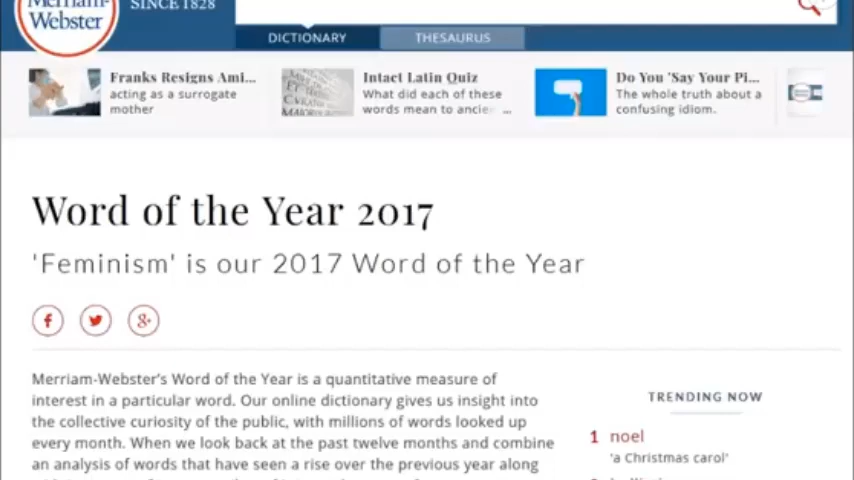 Merriam-
Webster
SINCE 1828
DICTIONARY
THESAURUS
Franks Resigns Ami...
acting as a surrogate
mother
Intact Latin Quiz
What did each of these
words mean to ancie... 
Do You 'Say Your Pi...
The whole truth about a
confusing idiom.
Word of the Year 2017
'Feminism' is our 2017 Word of the Year
Merriam-Webster's Word of the Year is a quantitative measure of
interest in a particular word. Our online dictionary gives us insight into
the collective curiosity of the public, with millions of words looked up
every month. When we look back at the past twelve months and combine
an analysis of words that have seen a rise over the previous year along
TRENDING NOW
1 noel
'a Christmas carol'